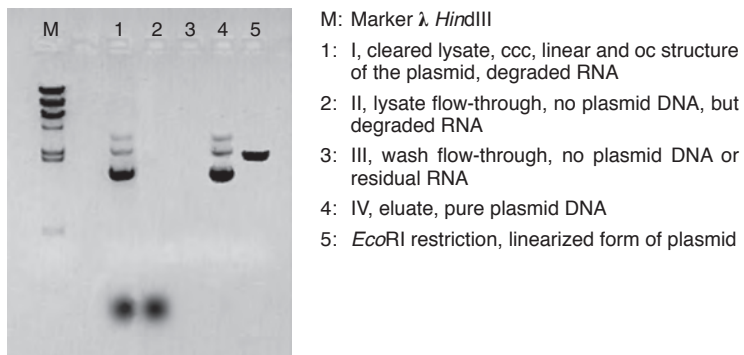 M 1 2 3 4 5
M: Marker λ HindIII
1: I, cleared lysate, ccc, linear and oc structure
of the plasmid, degraded RNA
2: II, lysate flow-through, no plasmid DNA, but
degraded RNA
3: III, wash flow-through, no plasmid DNA or
residual RNA
4: IV, eluate, pure plasmid DNA
5: EcoRI restriction, linearized form of plasmid